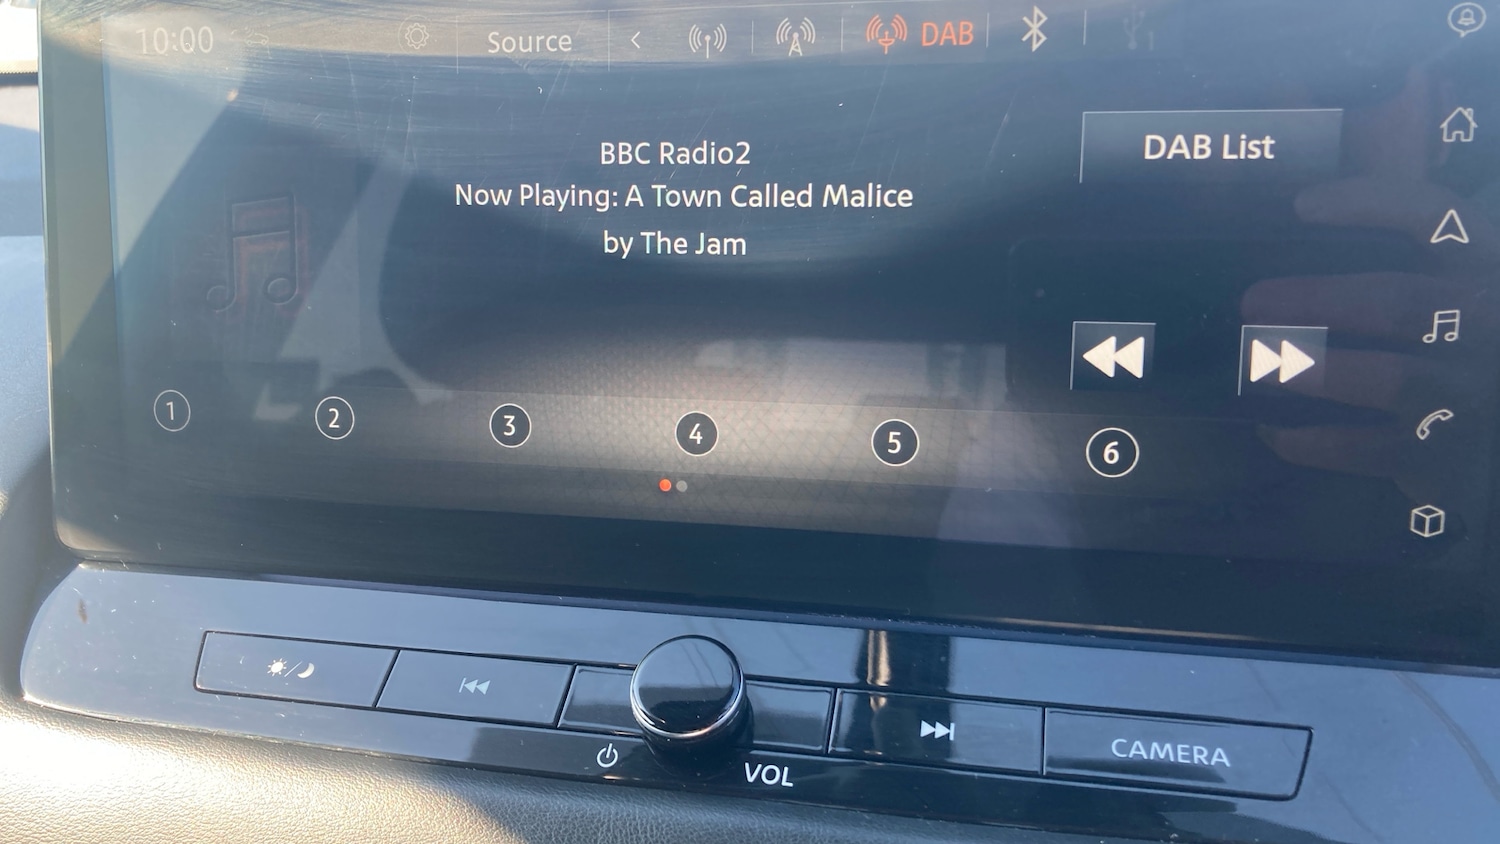 10:00
Source
DAB
BBC Radio2
DAB List
Now Playing: A Town Called Malice
by The Jam
1
2
3
4
5
6
VOL
CAMERA